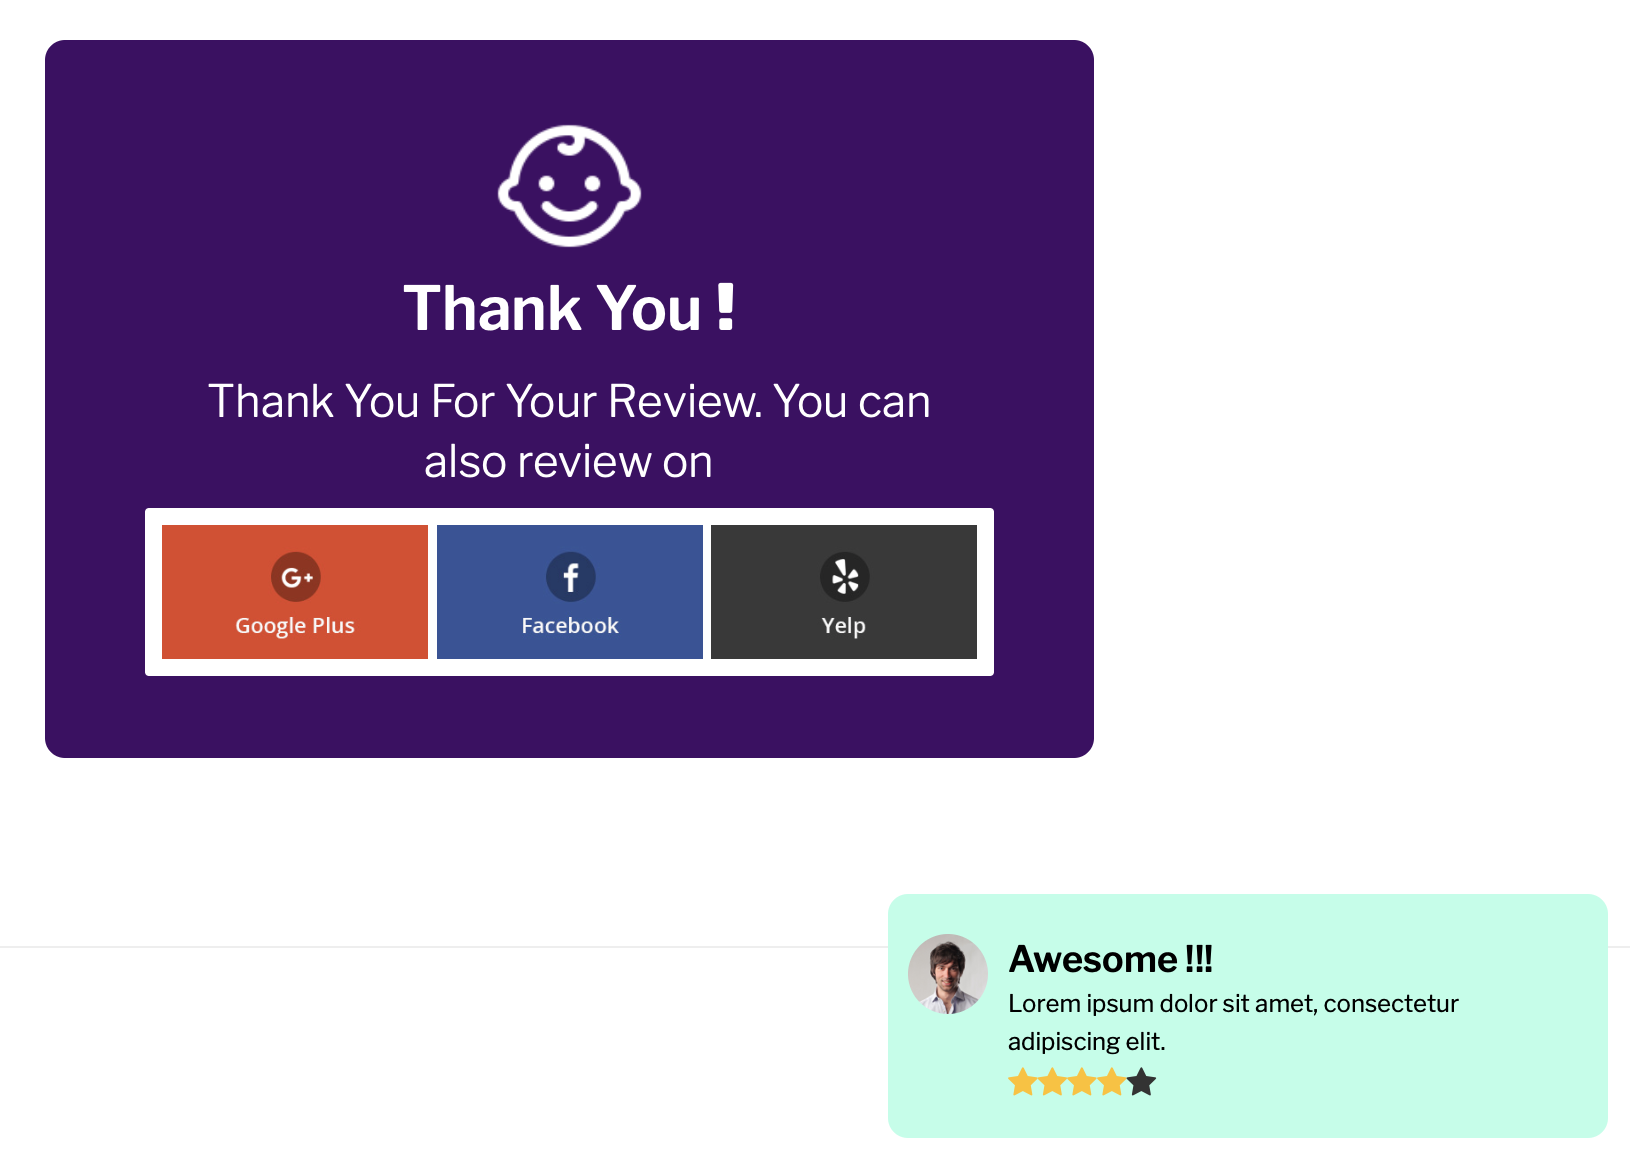 Thank You !
Thank You For Your Review. You can
also review on
G+
f
Google Plus
Facebook
Yelp
Awesome !!!
Lorem ipsum dolor sit amet, consectetur
adipiscing elit.